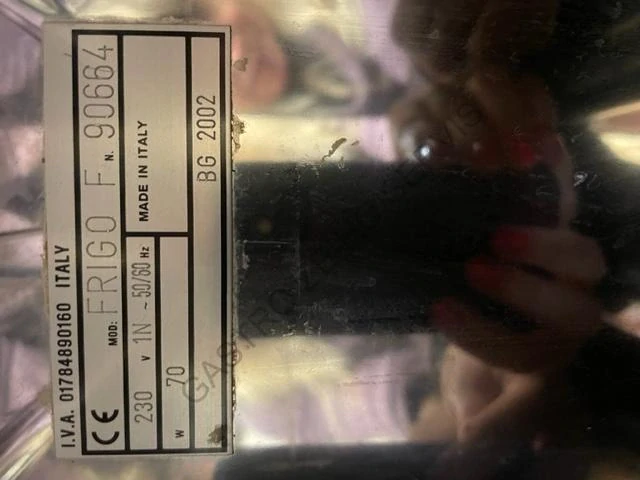 I.V.A. 01784890160 ITALY
CE MOD: FRIGO F N. 90664
230 V 1N ~ 50/60 Hz MADE IN ITALY
W 70
BG 2002